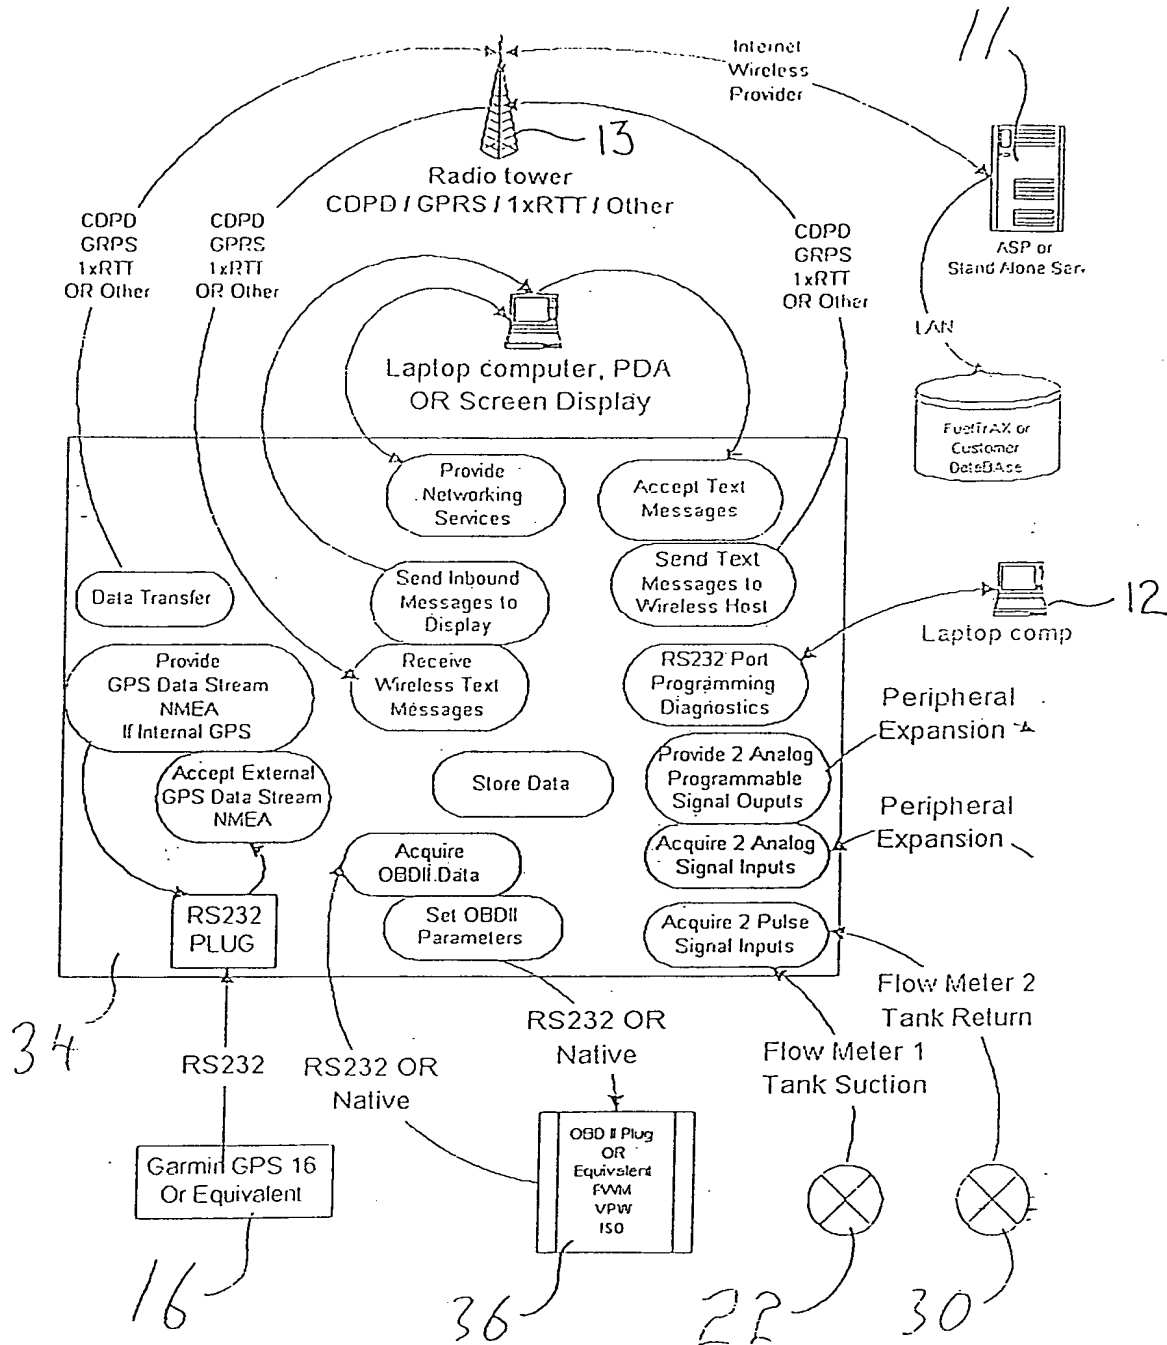 Internet
Wireless
Provider
11
13
Radio tower
CDPD / GPRS / 1xRTT / Other
CDPD
GRPS
1xRTT
OR Other
CDPD
GPRS
1xRTT
OR Other
CDPD
GRPS
1xRTT
OR Other
ASP or
Stand Alone Ser.
LAN
Laptop computer, PDA
OR Screen Display
FuelTrAX or
Customer
DateBAse
Provide
Networking
Services
Accept Text
Messages
Data Transfer
Send Inbound
Messages to
Display
Send Text
Messages to
Wireless Host
12
Laptop comp
Provide
GPS Data Stream
NMEA
If Internal GPS
Receive
Wireless Text
Messages
RS232 Port
Programming
Diagnostics
Peripheral
Expansion
Accept External
GPS Data Stream
NMEA
Store Data
Provide 2 Analog
Programmable
Signal Ouputs
Peripheral
Expansion
Acquire
OBDII Data
Acquire 2 Analog
Signal Inputs
RS232
PLUG
Set OBDII
Parameters
Acquire 2 Pulse
Signal Inputs
34
RS232
RS232 OR
Native
RS232 OR
Native
Flow Meter 1
Tank Suction
Flow Meter 2
Tank Return
Garmin GPS 16
Or Equivalent
OBD II Plug
OR
Equivalent
PWM
VPW
ISO
16
36
22
30